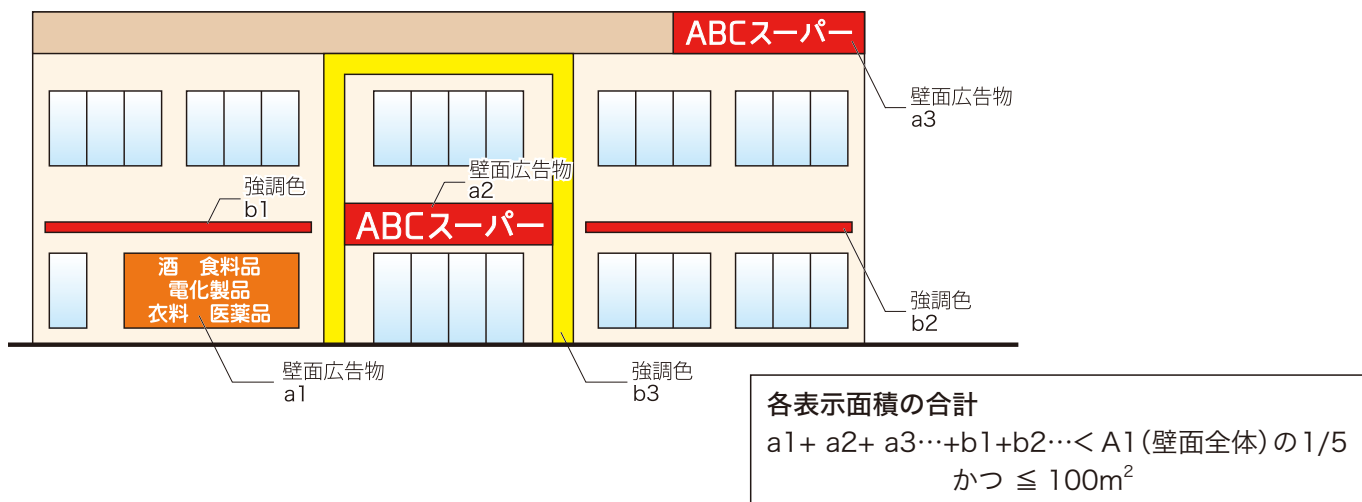 ABCスーパー
壁面広告物
a3
壁面広告物
a2
強調色
b1
ABCスーパー
酒　食料品
電化製品
衣料　医薬品
強調色
b2
壁面広告物
a1
強調色
b3
各表示面積の合計
a1+ a2+ a3…+b1+b2…< A1(壁面全体)の1/5
かつ ≦ 100m²